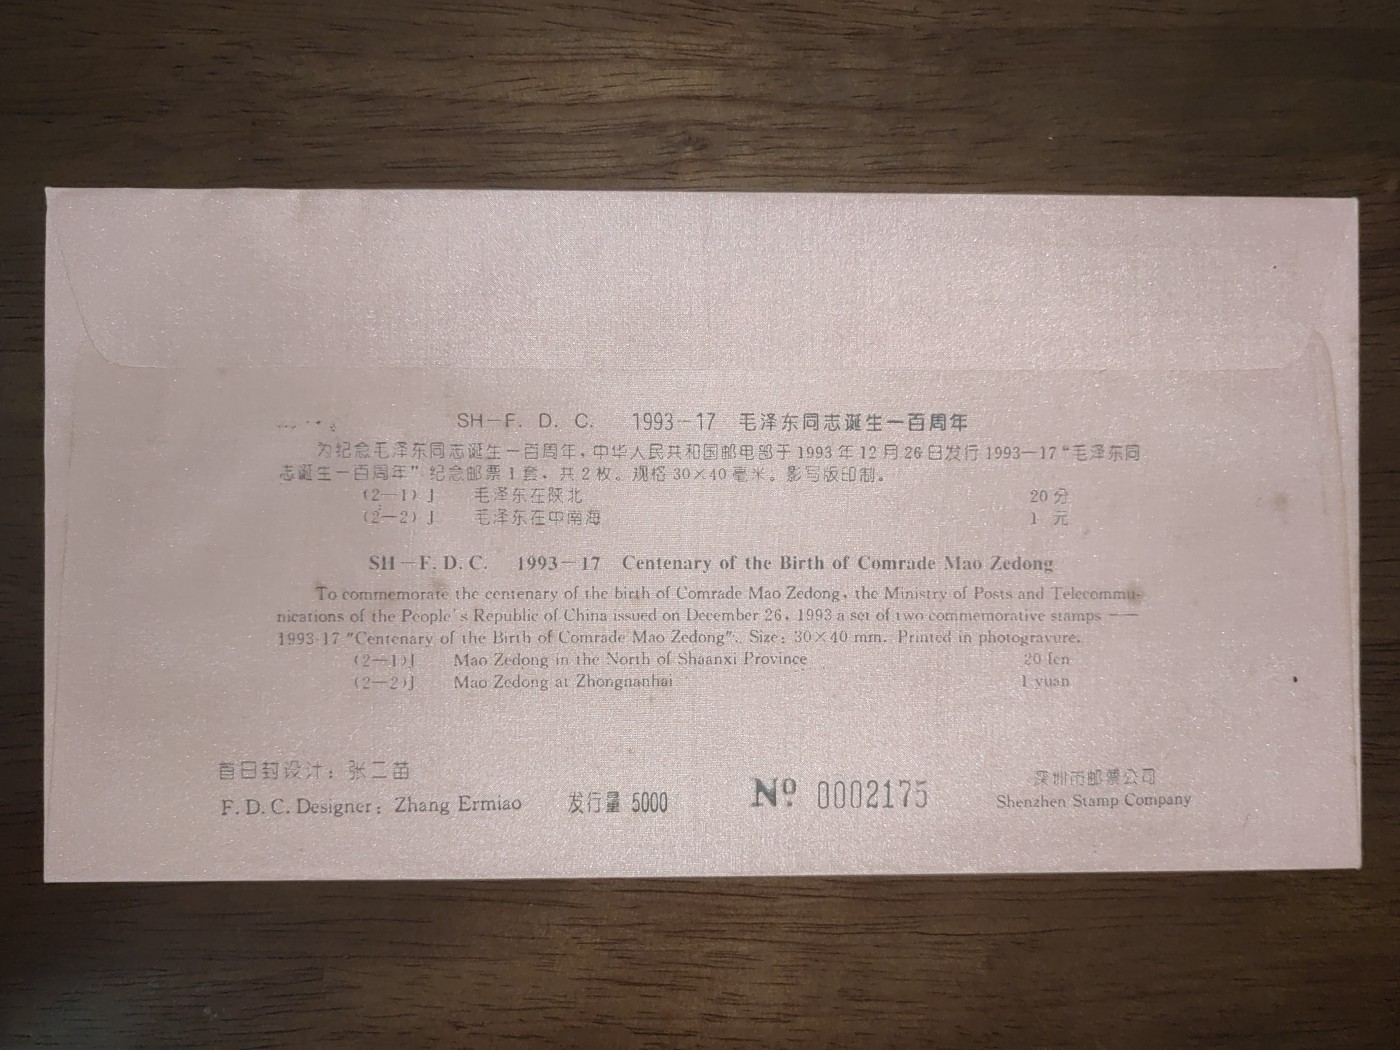 SH－F. D. C. 1993－17 毛泽东同志诞生一百周年
为纪念毛泽东同志诞生一百周年，中华人民共和国邮电部于1993年12月26日发行1993—17“毛泽东同
志诞生一百周年”纪念邮票1套，共2枚。规格30×40毫米。影写版印制。
(2—1) J 毛泽东在陕北 20分
(2—2) J 毛泽东在中南海 1 元
SH－F. D. C. 1993－17 Centenary of the Birth of Comrade Mao Zedong
To commemorate the centenary of the birth of Comrade Mao Zedong, the Ministry of Posts and Telecommu-
nications of the People's Republic of China issued on December 26, 1993 a set of two commemorative stamps ——
1993-17 "Centenary of the Birth of Comrade Mao Zedong". Size: 30×40 mm. Printed in photogravure.
(2—1)J Mao Zedong in the North of Shaanxi Province 20 fen
(2—2)J Mao Zedong at Zhongnanhai 1 yuan
首日封设计：张二苗
F. D. C. Designer: Zhang Ermiao 发行量 5000 Nº 0002175
深圳市邮票公司
Shenzhen Stamp Company